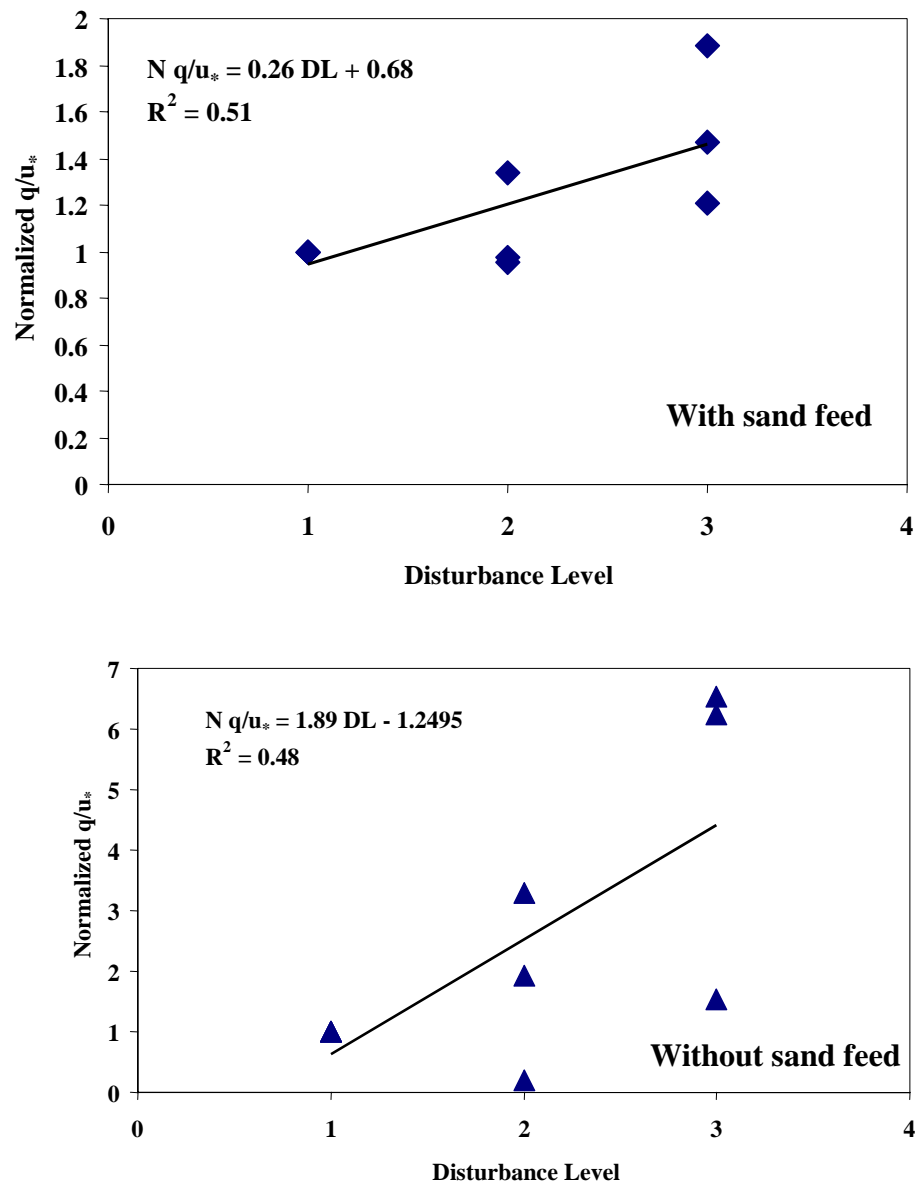 2
1.8
1.6
1.4
1.2
1
0.8
0.6
0.4
0.2
0
N q/u* = 0.26 DL + 0.68
R² = 0.51
Normalized q/u*
With sand feed
0 1 2 3 4
Disturbance Level
7
6
5
4
3
2
1
0
N q/u* = 1.89 DL - 1.2495
R² = 0.48
Normalized q/u*
Without sand feed
0 1 2 3 4
Disturbance Level